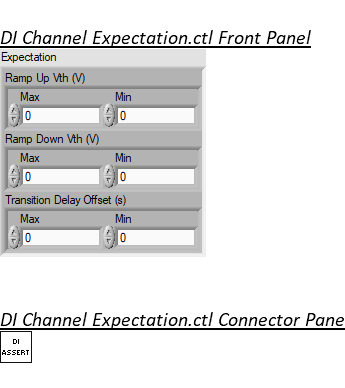 DI Channel Expectation.ctl Front Panel
Expectation
Ramp Up Vth (V)
Max Min
0 0
Ramp Down Vth (V)
Max Min
0 0
Transition Delay Offset (s)
Max Min
0 0
DI Channel Expectation.ctl Connector Pane
DI
ASSERT